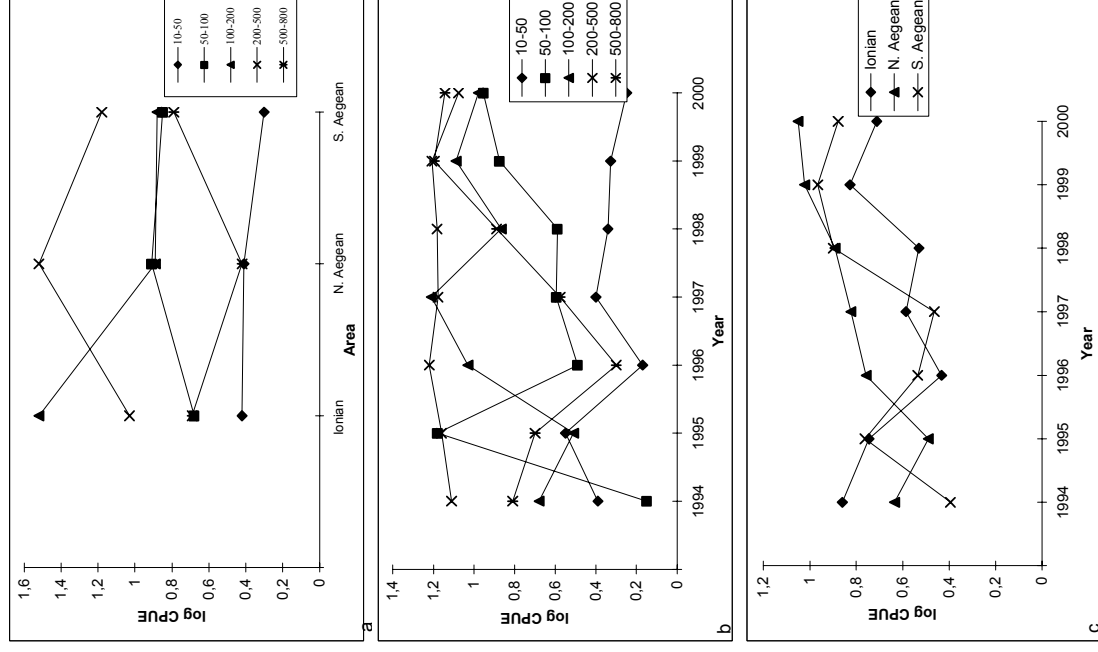 10-50
50-100
100-200
200-500
500-800
1,6
1,4
1,2
1
0,8
0,6
0,4
0,2
0
log CPUE
Ionian N. Aegean S. Aegean
Area
a
10-50
50-100
100-200
200-500
500-800
1,4
1,2
1
0,8
0,6
0,4
0,2
0
log CPUE
1994 1995 1996 1997 1998 1999 2000
Year
b
Ionian
N. Aegean
S. Aegean
1,2
1
0,8
0,6
0,4
0,2
0
log CPUE
1994 1995 1996 1997 1998 1999 2000
Year
c